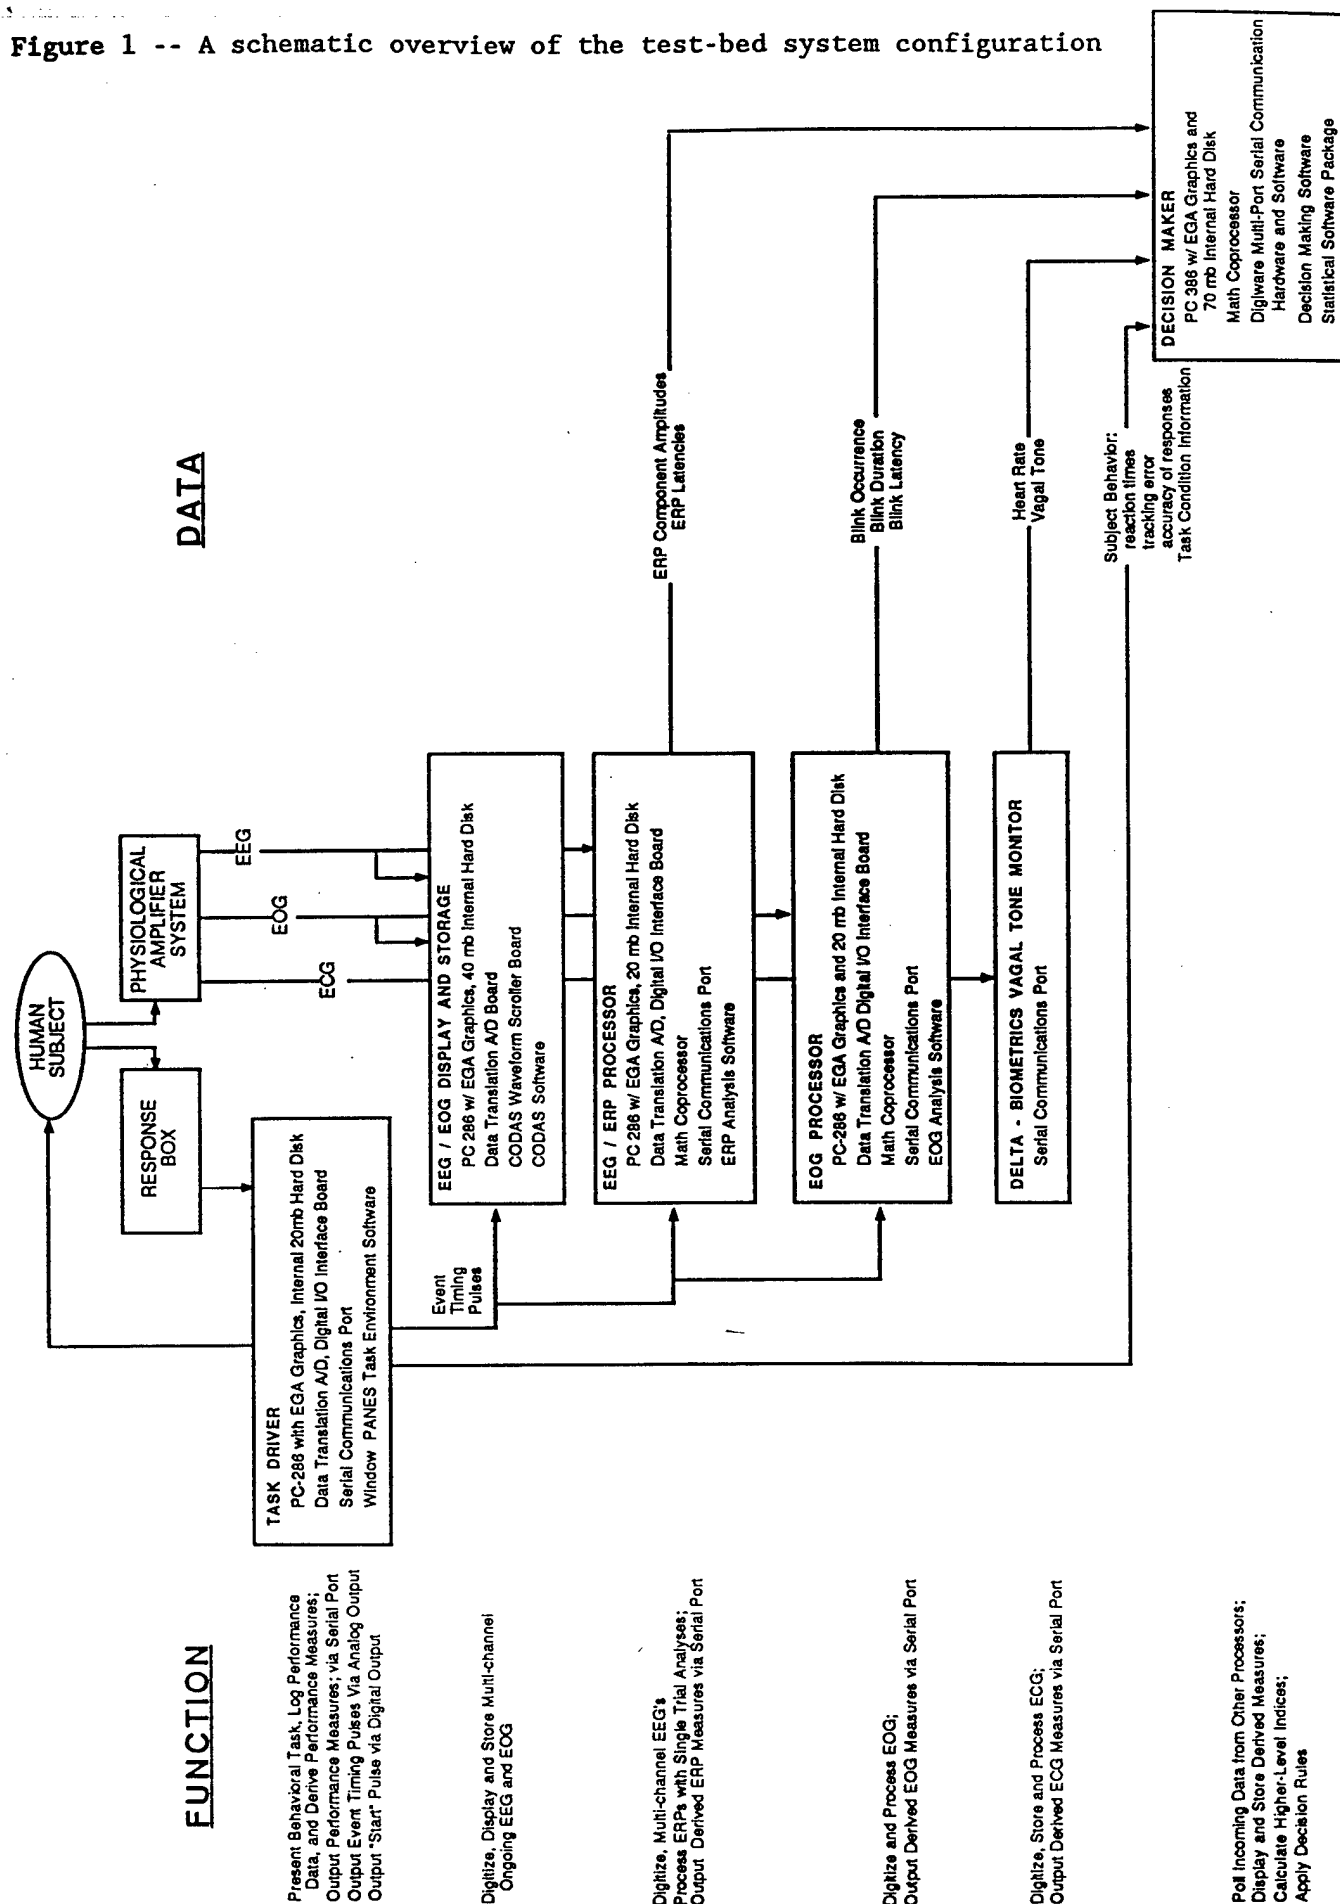 Figure 1 -- A schematic overview of the test-bed system configuration
FUNCTION
DATA
HUMAN
SUBJECT
RESPONSE
BOX
PHYSIOLOGICAL
AMPLIFIER
SYSTEM
ECG
EOG
EEG
Present Behavioral Task, Log Performance
Data, and Derive Performance Measures;
Output Performance Measures; via Serial Port
Output Event Timing Pulses Via Analog Output
Output "Start" Pulse via Digital Output
TASK DRIVER
PC-286 with EGA Graphics, Internal 20mb Hard Disk
Data Translation A/D, Digital I/O Interface Board
Serial Communications Port
Window PANES Task Environment Software
Event
Timing
Pulses
Digitize, Display and Store Multi-channel
Ongoing EEG and EOG
EEG / EOG DISPLAY AND STORAGE
PC 286 w/ EGA Graphics, 40 mb Internal Hard Disk
Data Translation A/D Board
CODAS Waveform Scroller Board
CODAS Software
Digitize, Multi-channel EEG's
Process ERPs with Single Trial Analyses;
Output Derived ERP Measures via Serial Port
EEG / ERP PROCESSOR
PC 286 w/ EGA Graphics, 20 mb Internal Hard Disk
Data Translation A/D, Digital I/O Interface Board
Math Coprocessor
Serial Communications Port
ERP Analysis Software
ERP Component Amplitudes
ERP Latencies
Digitize and Process EOG;
Output Derived EOG Measures via Serial Port
EOG PROCESSOR
PC-286 w/ EGA Graphics and 20 mb Internal Hard Disk
Data Translation A/D Digital I/O Interface Board
Math Coprocessor
Serial Communications Port
EOG Analysis Software
Blink Occurrence
Blink Duration
Blink Latency
Digitize, Store and Process ECG;
Output Derived ECG Measures via Serial Port
DELTA - BIOMETRICS VAGAL TONE MONITOR
Serial Communications Port
Heart Rate
Vagal Tone
Subject Behavior:
reaction times
tracking error
accuracy of responses
Task Condition Information
Poll Incoming Data from Other Processors;
Display and Store Derived Measures;
Calculate Higher-Level Indices;
Apply Decision Rules
DECISION MAKER
PC 386 w/ EGA Graphics and
70 mb Internal Hard Disk
Math Coprocessor
Digiware Multi-Port Serial Communication
Hardware and Software
Decision Making Software
Statistical Software Package